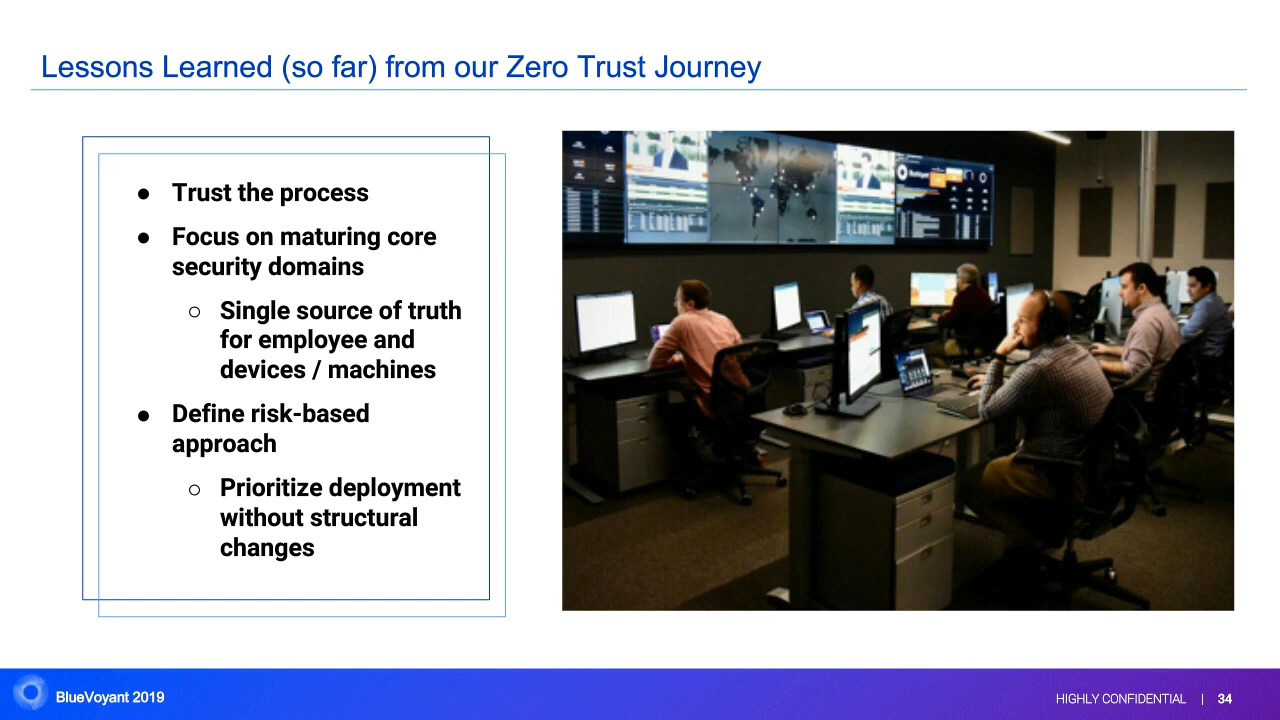 Lessons Learned (so far) from our Zero Trust Journey
● Trust the process
● Focus on maturing core
security domains
○ Single source of truth
for employee and
devices / machines
● Define risk-based
approach
○ Prioritize deployment
without structural
changes
BlueVoyant 2019
HIGHLY CONFIDENTIAL | 34